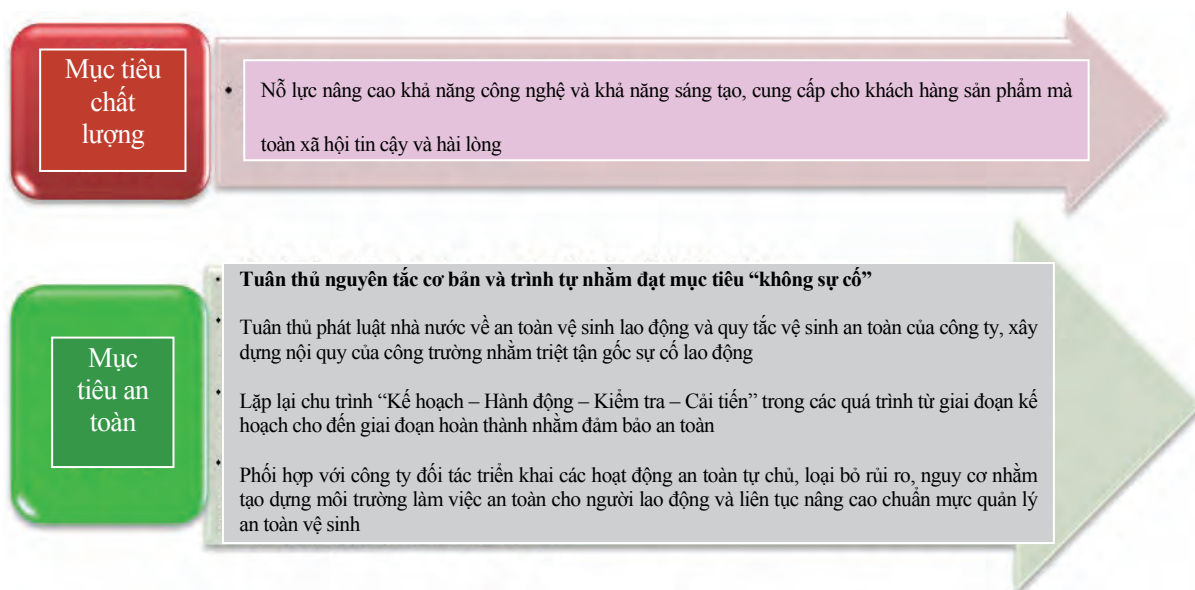 Mục tiêu
chất
lượng
• Nỗ lực nâng cao khả năng công nghệ và khả năng sáng tạo, cung cấp cho khách hàng sản phẩm mà
toàn xã hội tin cậy và hài lòng
Mục
tiêu an
toàn
• Tuân thủ nguyên tắc cơ bản và trình tự nhằm đạt mục tiêu “không sự cố”
• Tuân thủ phát luật nhà nước về an toàn vệ sinh lao động và quy tắc vệ sinh an toàn của công ty, xây
dựng nội quy của công trường nhằm triệt tận gốc sự cố lao động
• Lặp lại chu trình “Kế hoạch – Hành động – Kiểm tra – Cải tiến” trong các quá trình từ giai đoạn kế
hoạch cho đến giai đoạn hoàn thành nhằm đảm bảo an toàn
• Phối hợp với công ty đối tác triển khai các hoạt động an toàn tự chủ, loại bỏ rủi ro, nguy cơ nhằm
tạo dựng môi trường làm việc an toàn cho người lao động và liên tục nâng cao chuẩn mực quản lý
an toàn vệ sinh